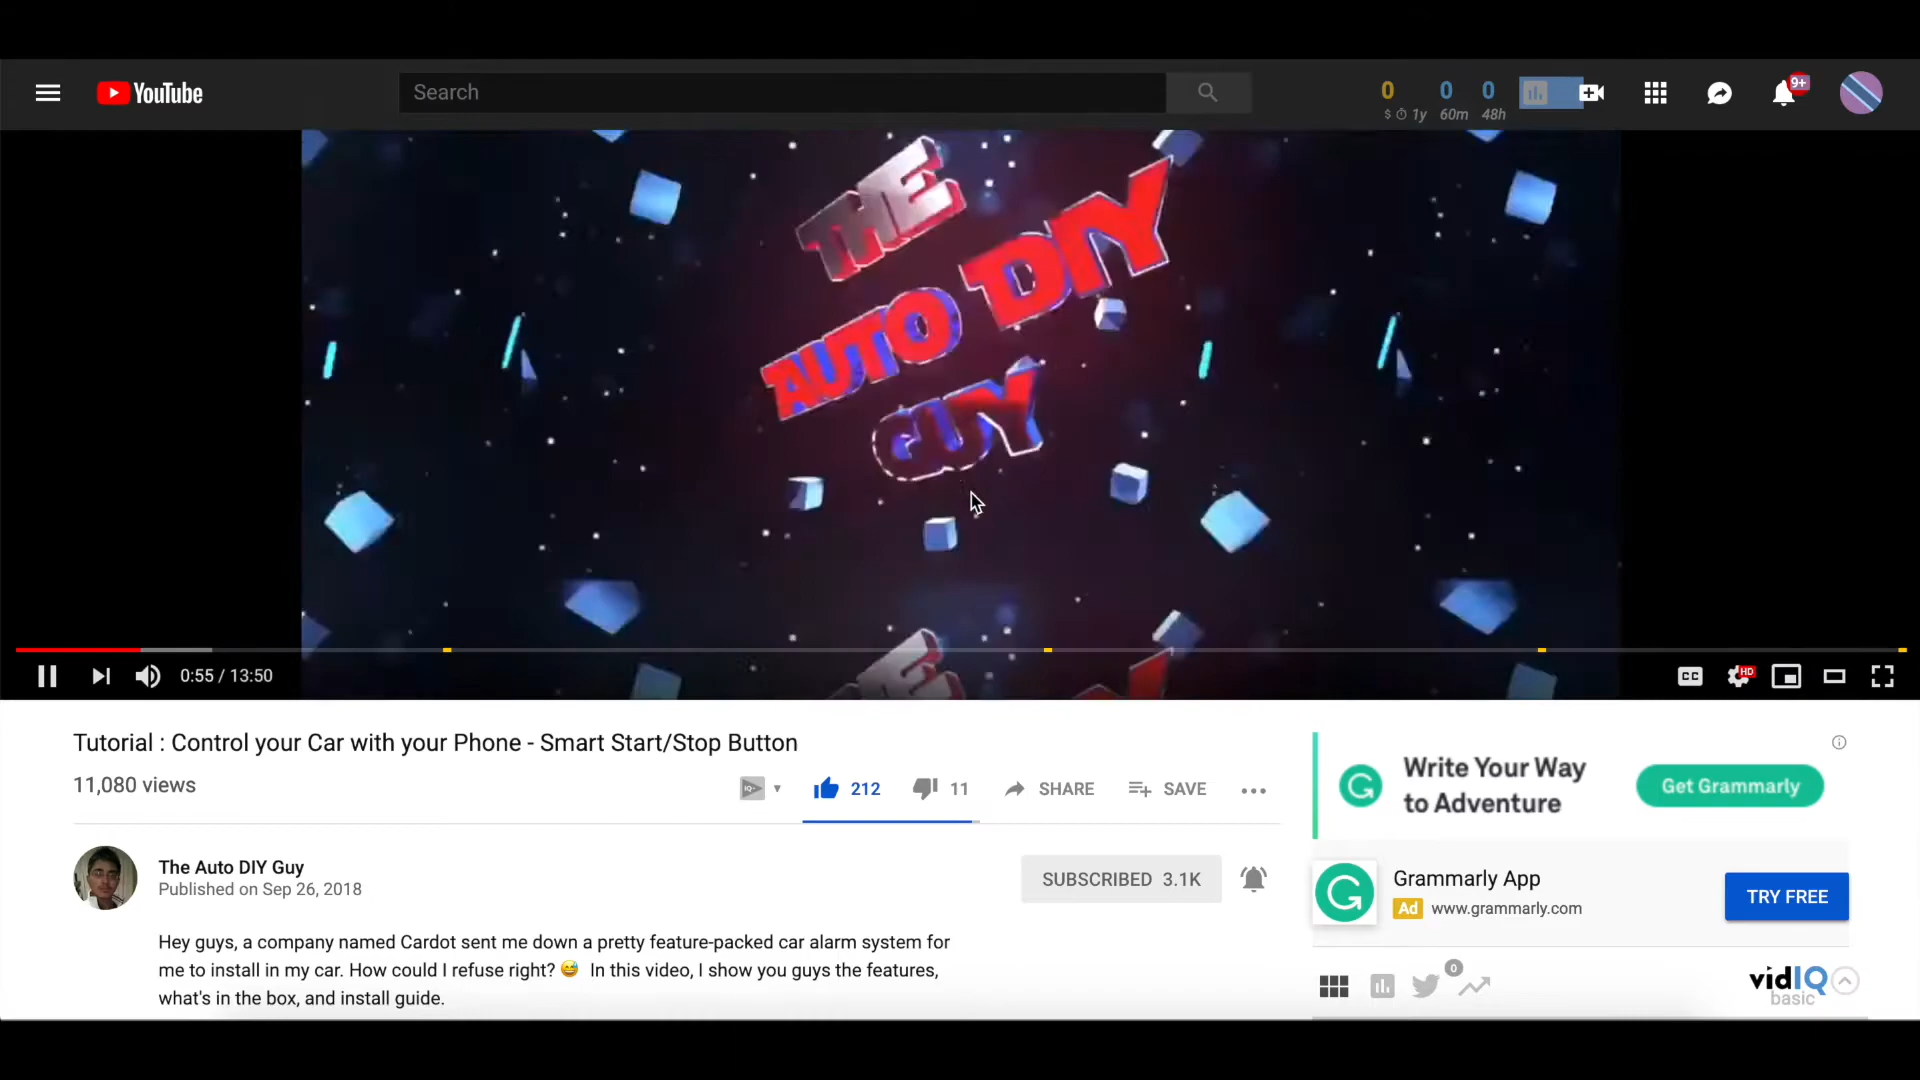 YouTube
Search
0 0 0
$ 1y 60m 48h
9+
THE
AUTO DIY
GUY
0:55 / 13:50
CC
HD
Tutorial : Control your Car with your Phone - Smart Start/Stop Button
11,080 views
212 11 SHARE SAVE
The Auto DIY Guy
Published on Sep 26, 2018
SUBSCRIBED 3.1K
Hey guys, a company named Cardot sent me down a pretty feature-packed car alarm system for
me to install in my car. How could I refuse right? 😅 In this video, I show you guys the features,
what's in the box, and install guide.
Write Your Way
to Adventure
Get Grammarly
Grammarly App
Ad www.grammarly.com
TRY FREE
0
vidIQ
basic